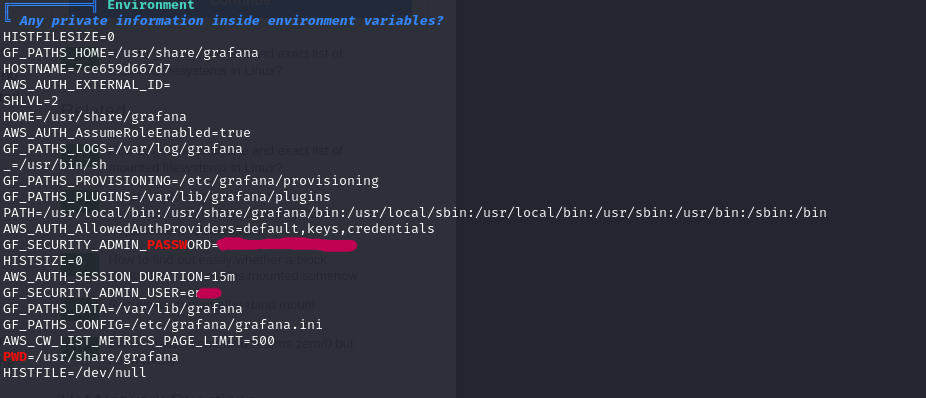 ╔══════════╣ Environment
╚ Any private information inside environment variables?
HISTFILESIZE=0
GF_PATHS_HOME=/usr/share/grafana
HOSTNAME=7ce659d667d7
AWS_AUTH_EXTERNAL_ID=
SHLVL=2
HOME=/usr/share/grafana
AWS_AUTH_AssumeRoleEnabled=true
GF_PATHS_LOGS=/var/log/grafana
_=/usr/bin/sh
GF_PATHS_PROVISIONING=/etc/grafana/provisioning
GF_PATHS_PLUGINS=/var/lib/grafana/plugins
PATH=/usr/local/bin:/usr/share/grafana/bin:/usr/local/sbin:/usr/local/bin:/usr/sbin:/usr/bin:/sbin:/bin
AWS_AUTH_AllowedAuthProviders=default,keys,credentials
GF_SECURITY_ADMIN_PASSWORD=
HISTSIZE=0
AWS_AUTH_SESSION_DURATION=15m
GF_SECURITY_ADMIN_USER=e
GF_PATHS_DATA=/var/lib/grafana
GF_PATHS_CONFIG=/etc/grafana/grafana.ini
AWS_CW_LIST_METRICS_PAGE_LIMIT=500
PWD=/usr/share/grafana
HISTFILE=/dev/null